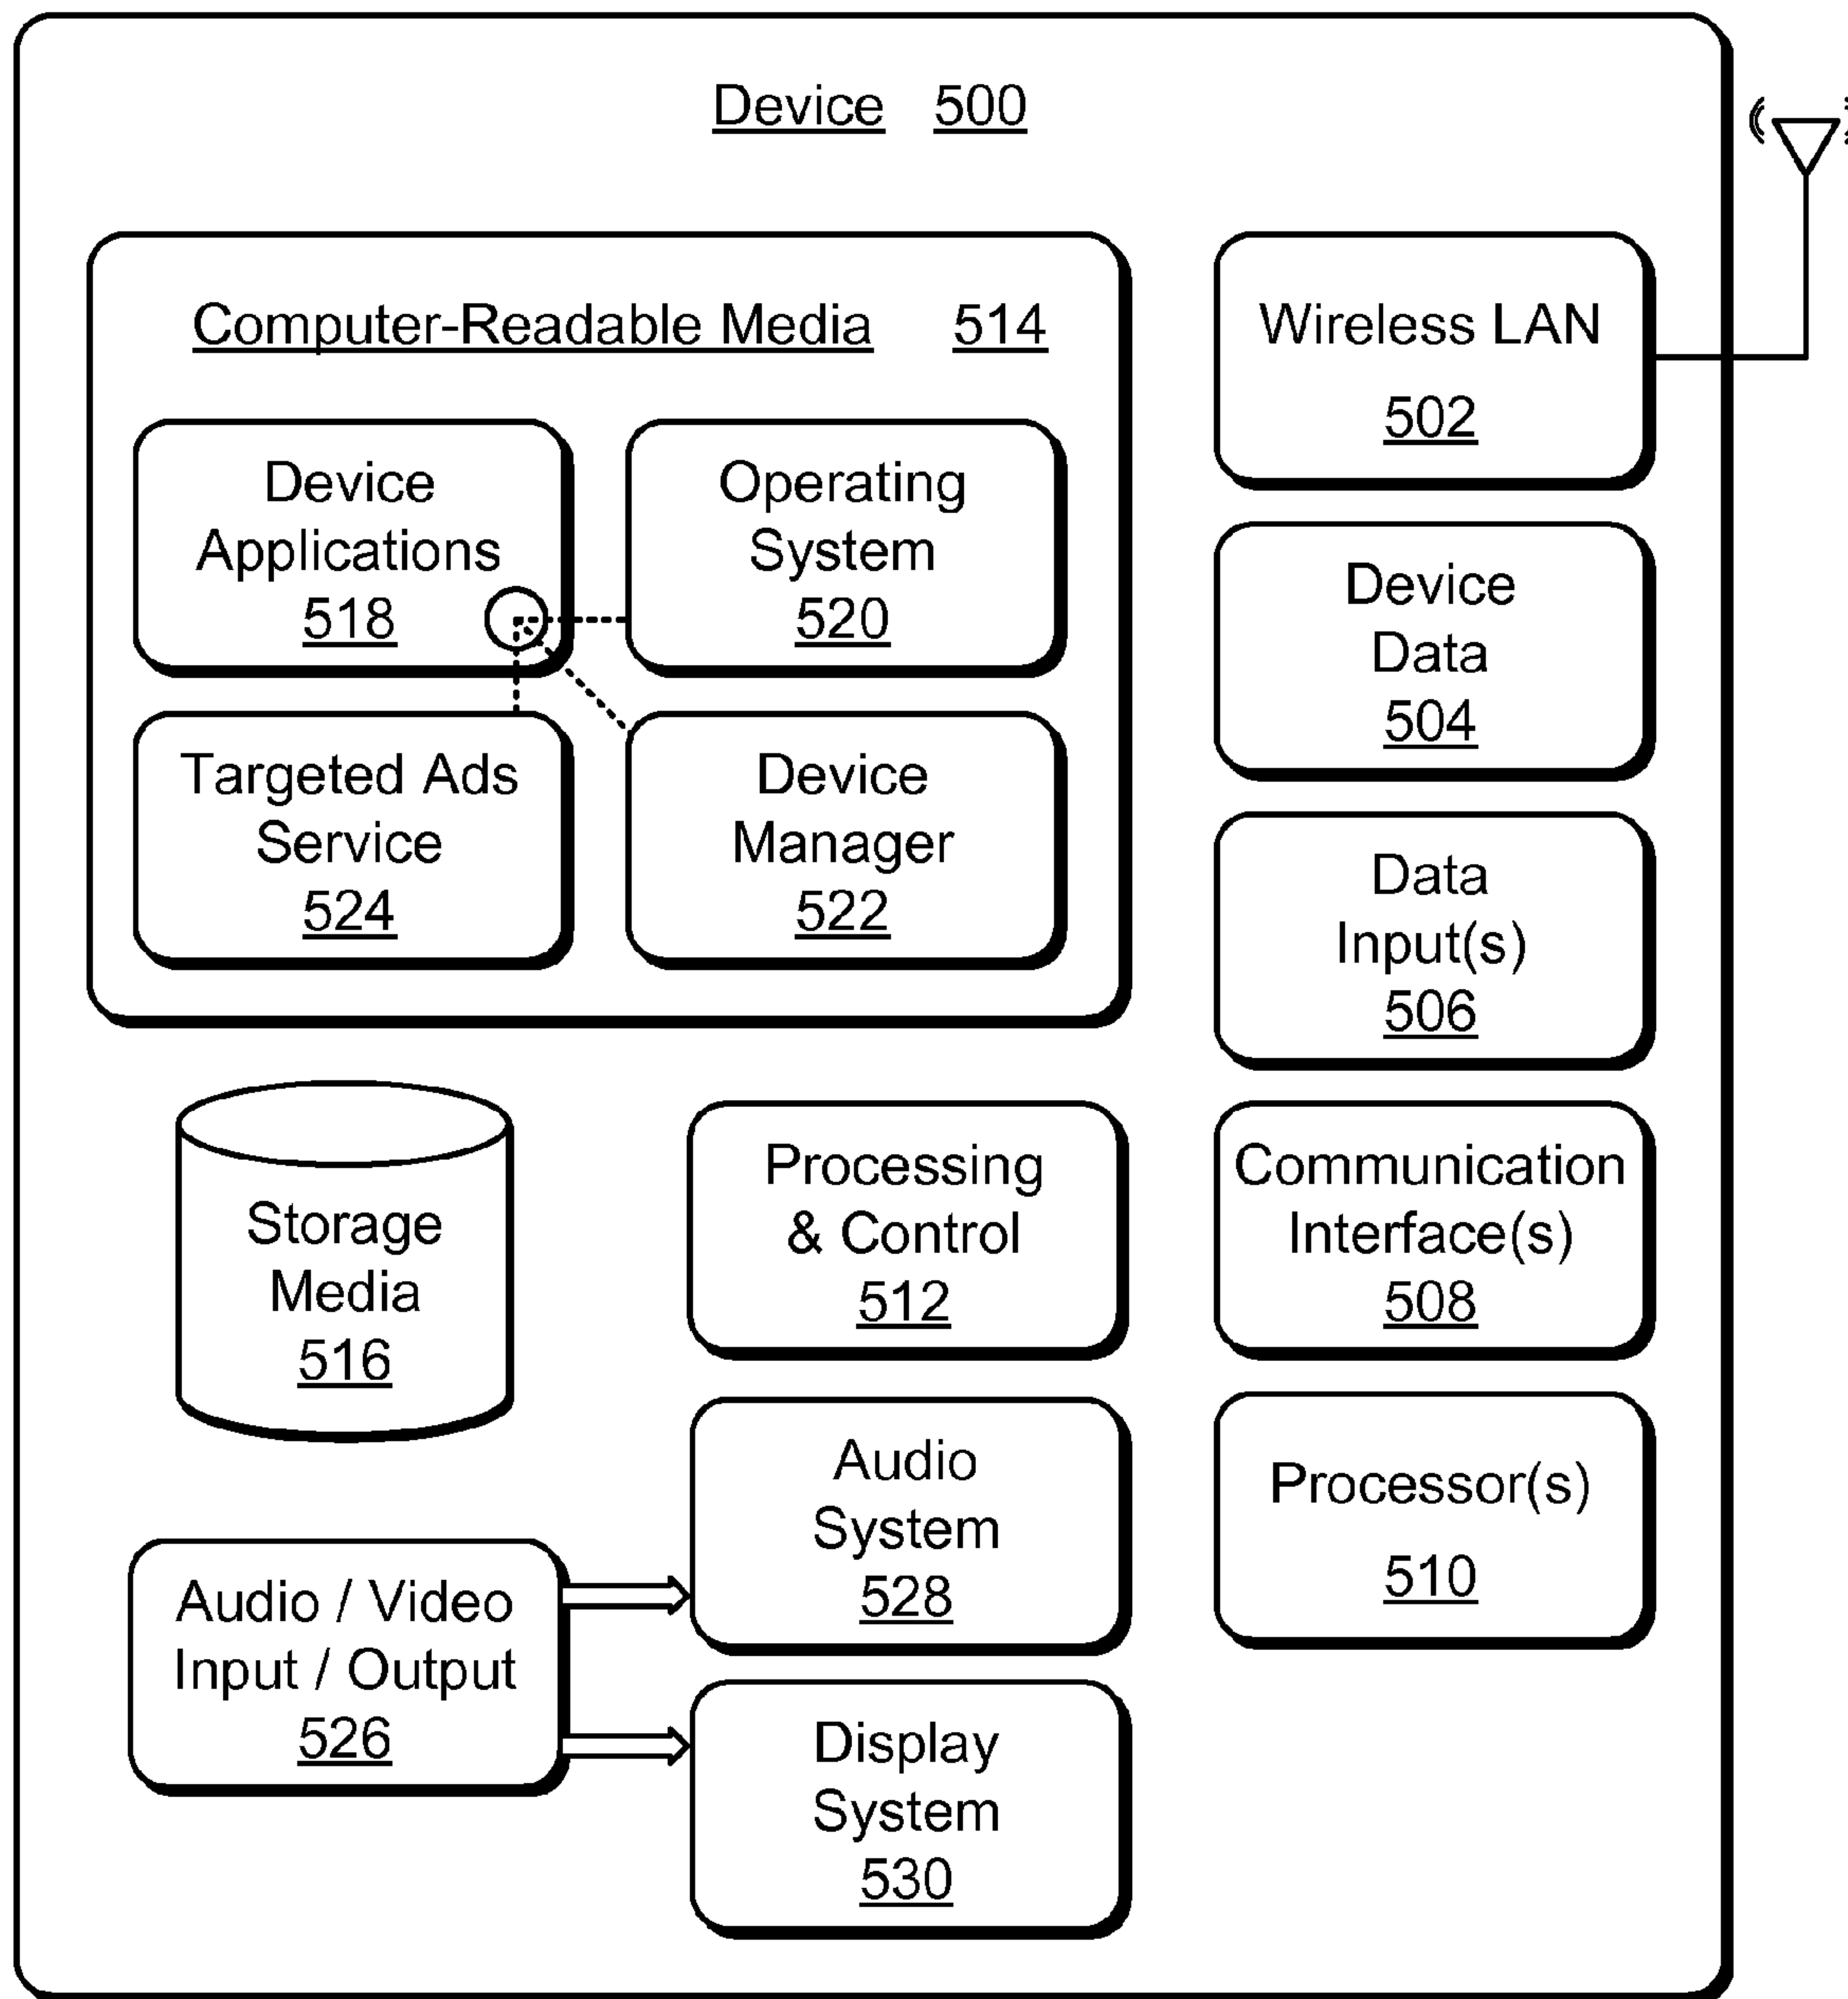 Device 500
Computer-Readable Media 514
Device
Applications
518
Operating
System
520
Targeted Ads
Service
524
Device
Manager
522
Wireless LAN
502
Device
Data
504
Data
Input(s)
506
Communication
Interface(s)
508
Processor(s)
510
Storage
Media
516
Processing
& Control
512
Audio / Video
Input / Output
526
Audio
System
528
Display
System
530